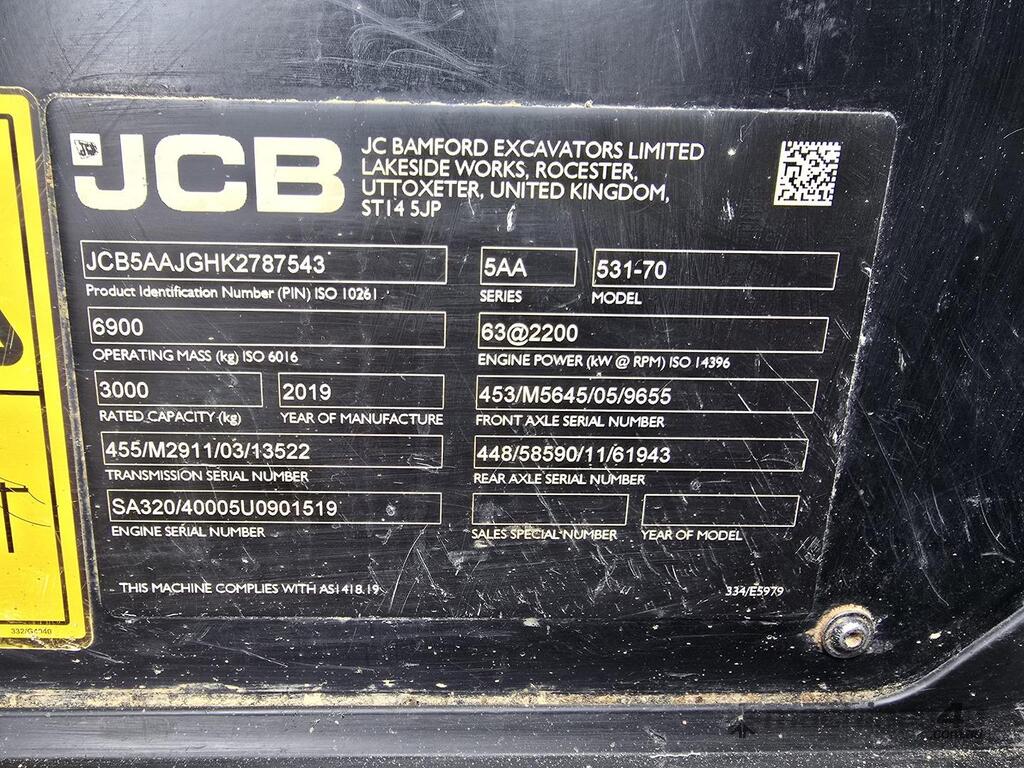 JCB
JC BAMFORD EXCAVATORS LIMITED
LAKESIDE WORKS, ROCESTER,
UTTOXETER, UNITED KINGDOM,
ST14 5JP
JCB5AAJGHK2787543
Product Identification Number (PIN) ISO 10261
5AA
SERIES
531-70
MODEL
6900
OPERATING MASS (kg) ISO 6016
63@2200
ENGINE POWER (kW @ RPM) ISO 14396
3000
RATED CAPACITY (kg)
2019
YEAR OF MANUFACTURE
453/M5645/05/9655
FRONT AXLE SERIAL NUMBER
455/M2911/03/13522
TRANSMISSION SERIAL NUMBER
448/58590/11/61943
REAR AXLE SERIAL NUMBER
SA320/40005U0901519
ENGINE SERIAL NUMBER
SALES SPECIAL NUMBER
YEAR OF MODEL
THIS MACHINE COMPLIES WITH AS1418.19
334/E5979
332/G4040